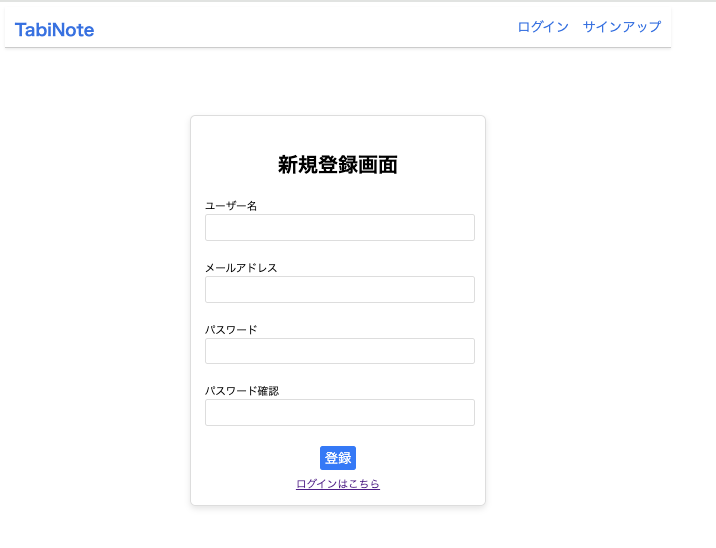 TabiNote
ログイン サインアップ
新規登録画面
ユーザー名
メールアドレス
パスワード
パスワード確認
登録
ログインはこちら